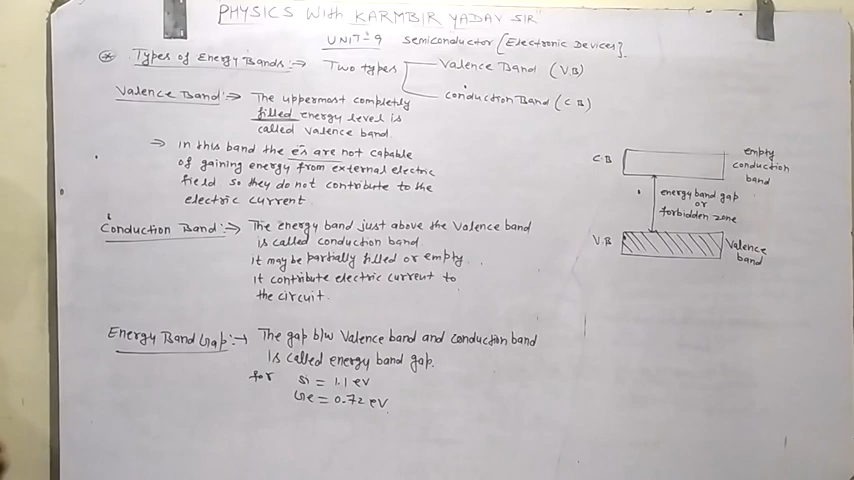 PHYSICS With KARMBIR YADAV SIR
UNIT-9 Semiconductor [Electronic Devices].
Types of Energy Bands :→ Two types Valence Band (V.B)
Conduction Band (C.B)
Valence Band :→ The uppermost completly
filled energy level is
called valence band.
⇒ in this band the e⁻s are not capable
of gaining energy from external electric
field so they do not contribute to the
electric current.
Conduction Band :→ The energy band just above the Valence band
is called conduction band.
it may be partially filled or empty.
it contribute electric current to
the circuit.
Energy Band Gap :→ The gap b/w Valence band and conduction band
is called energy band gap.
for Si = 1.1 eV
Ge = 0.72 eV.
C.B empty
conduction
band
energy band gap
or
forbidden zone
V.B Valence
band